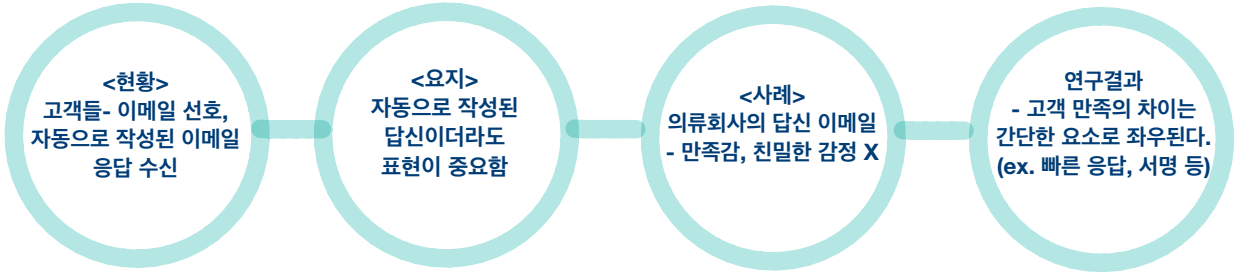 <현황>
고객들- 이메일 선호,
자동으로 작성된 이메일
응답 수신
<요지>
자동으로 작성된
답신이더라도
표현이 중요함
<사례>
의류회사의 답신 이메일
- 만족감, 친밀한 감정 X
연구결과
- 고객 만족의 차이는
간단한 요소로 좌우된다.
(ex. 빠른 응답, 서명 등)